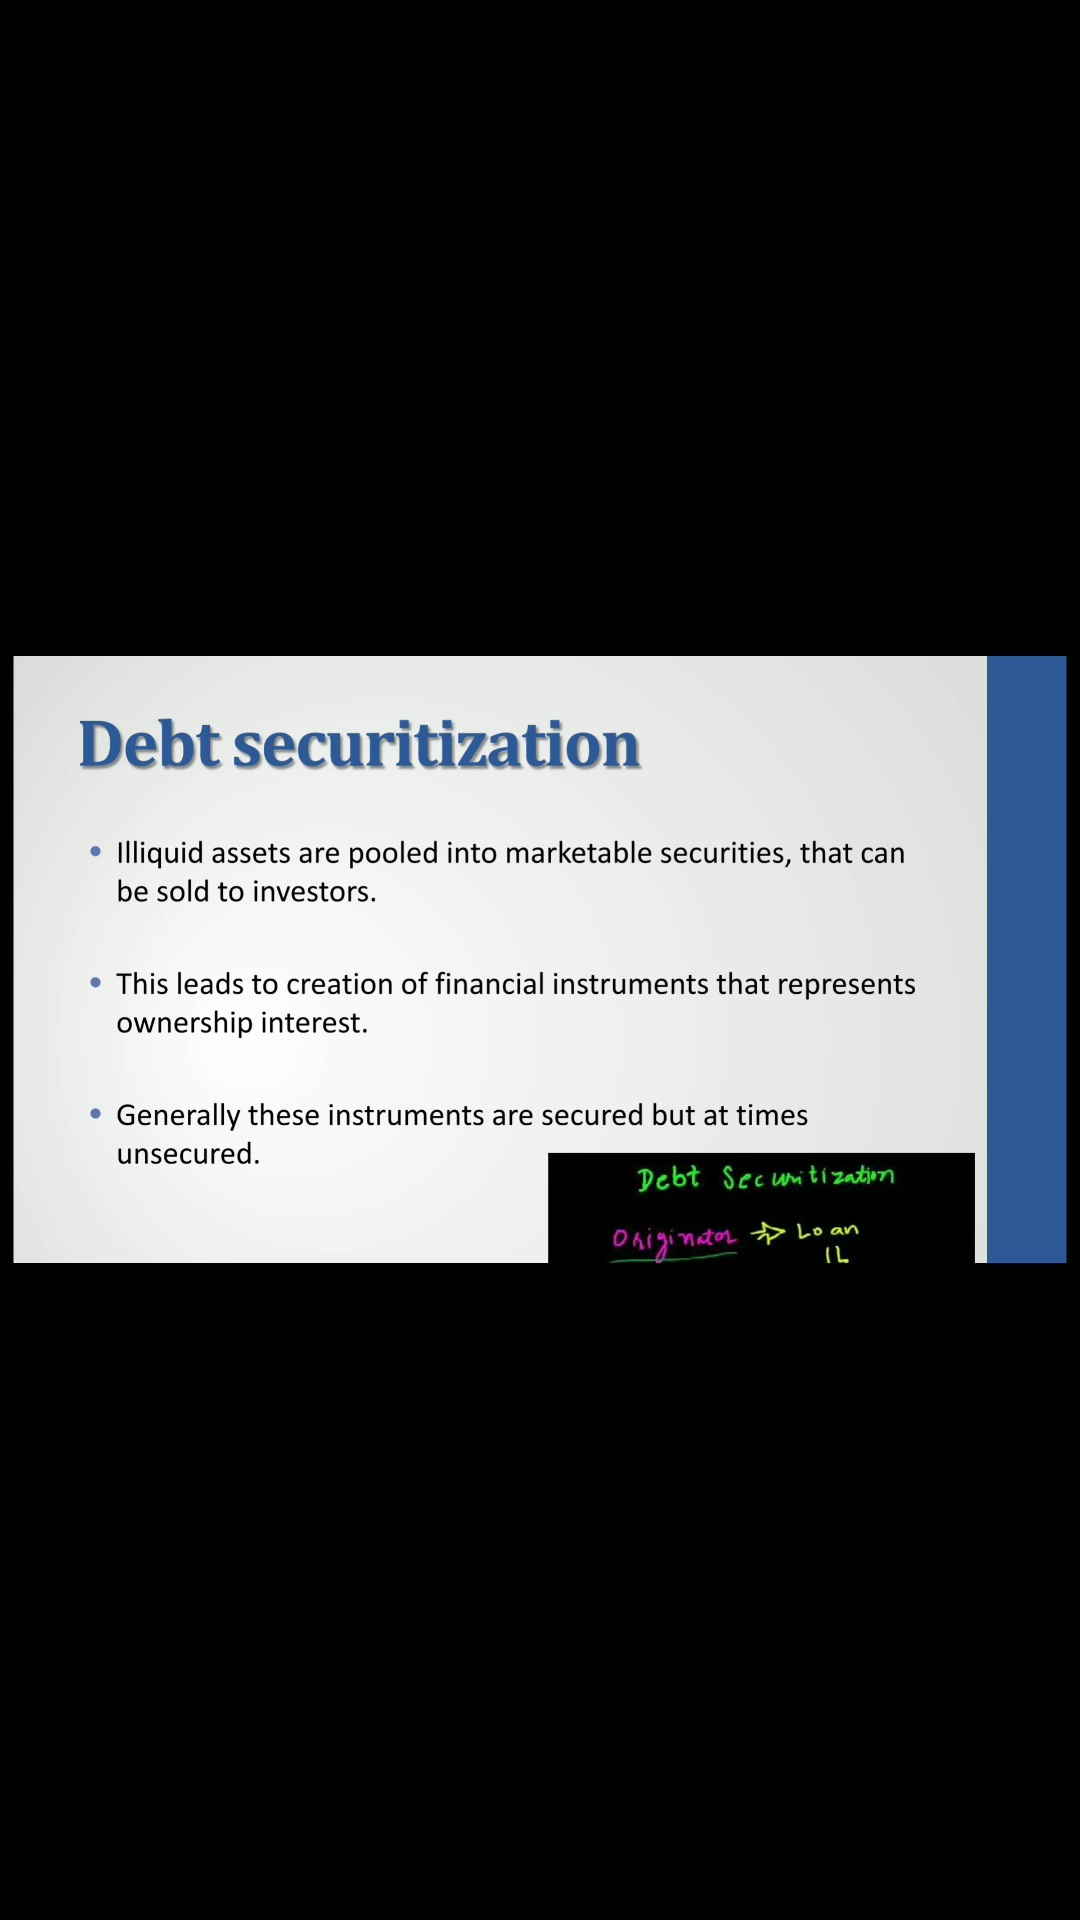 Debt securitization
• Illiquid assets are pooled into marketable securities, that can
be sold to investors.
• This leads to creation of financial instruments that represents
ownership interest.
• Generally these instruments are secured but at times
unsecured.
Debt Securitization
Originator ⇒ Loan